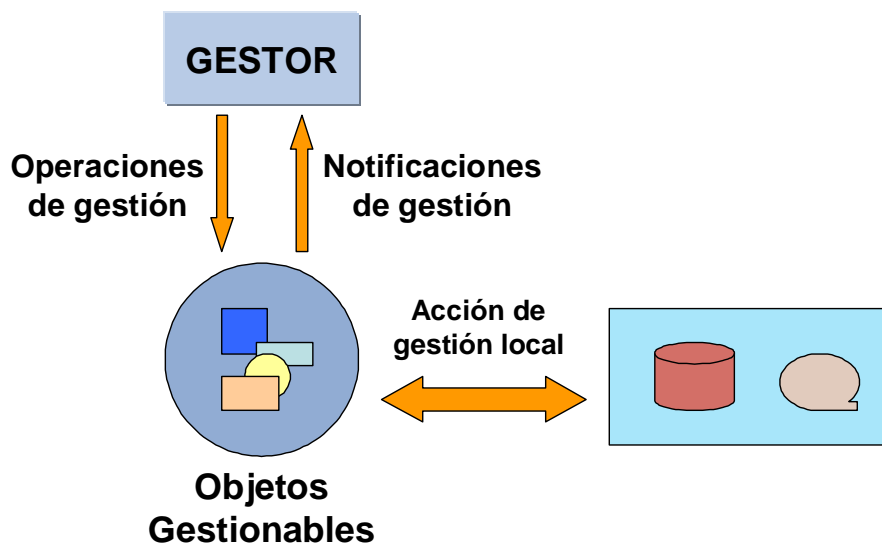 GESTOR
Operaciones
de gestión
Notificaciones
de gestión
Acción de
gestión local
Objetos
Gestionables